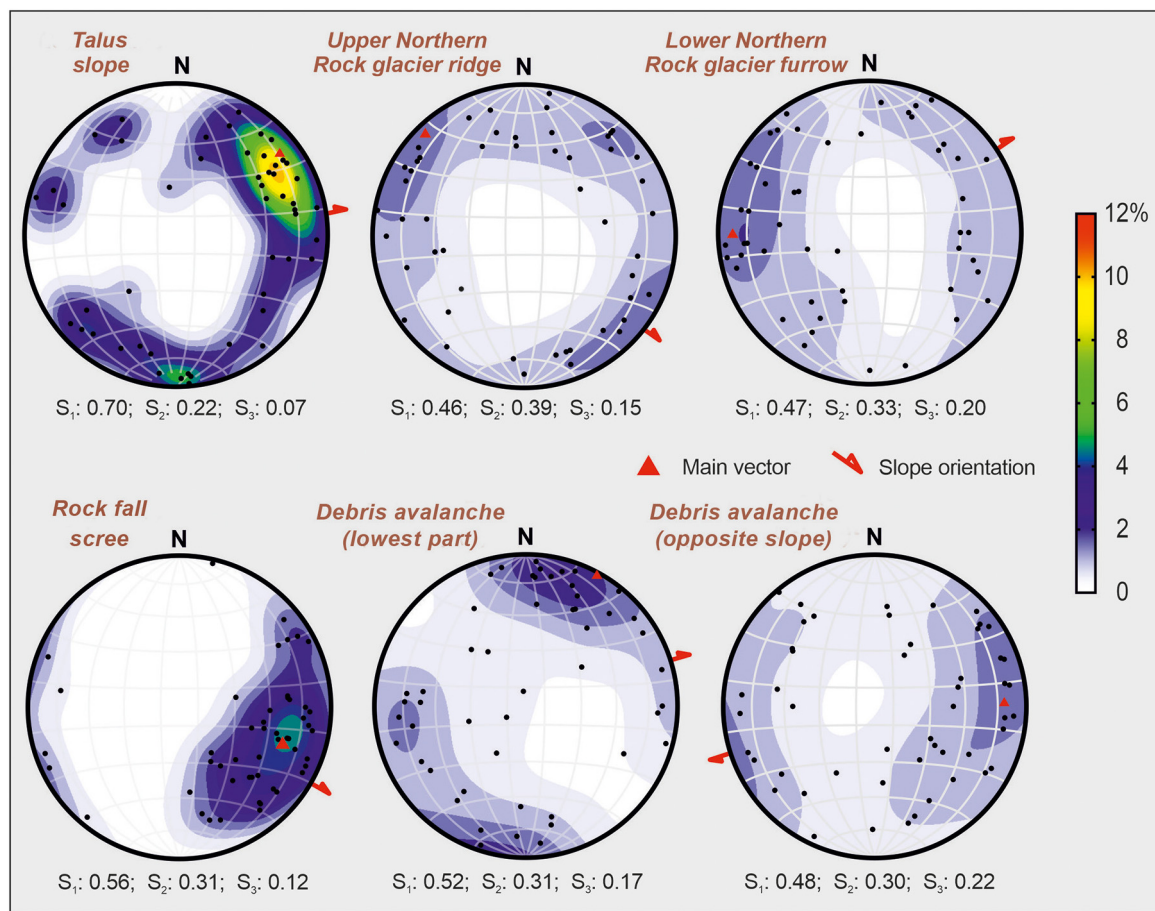 Talus
slope
Upper Northern
Rock glacier ridge
Lower Northern
Rock glacier furrow
N
N
N
S₁: 0.70; S₂: 0.22; S₃: 0.07
S₁: 0.46; S₂: 0.39; S₃: 0.15
S₁: 0.47; S₂: 0.33; S₃: 0.20
12%
10
8
6
4
2
0
Main vector
Slope orientation
Rock fall
scree
Debris avalanche
(lowest part)
Debris avalanche
(opposite slope)
N
N
N
S₁: 0.56; S₂: 0.31; S₃: 0.12
S₁: 0.52; S₂: 0.31; S₃: 0.17
S₁: 0.48; S₂: 0.30; S₃: 0.22